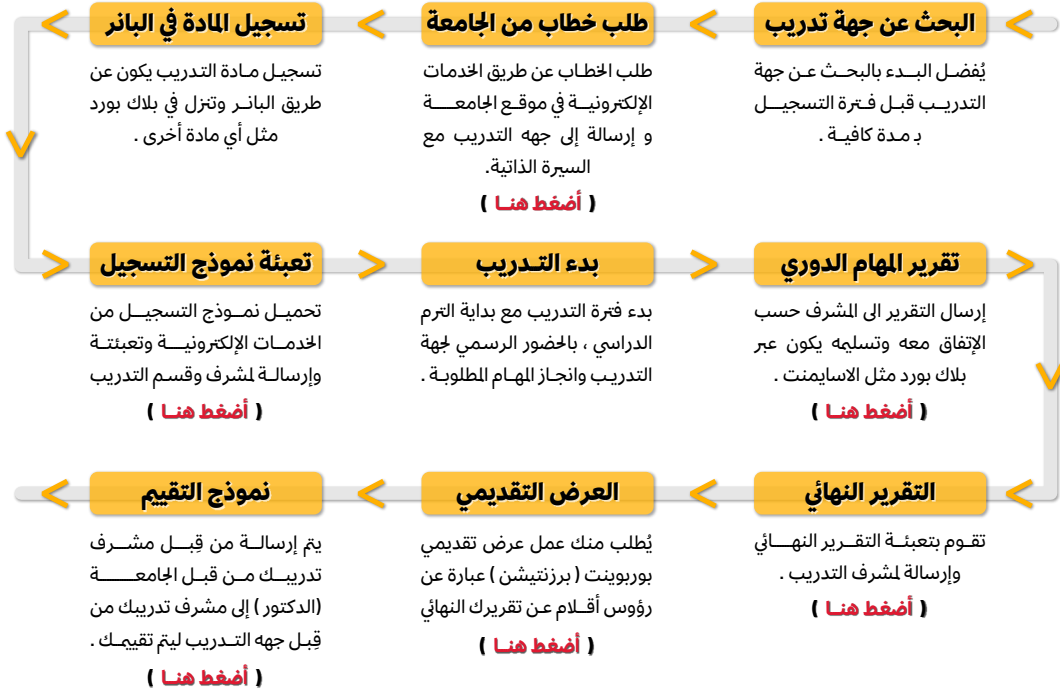 البحث عن جهة تدريب
يُفضل البدء بالبحث عن جهة
التدريب قبل فترة التسجيل
بـ مدة كافية .
طلب خطاب من الجامعة
طلب الخطاب عن طريق الخدمات
الإلكترونية في موقع الجامعة
و إرسالة إلى جهه التدريب مع
السيرة الذاتية.
( أضغط هنا )
تسجيل المادة في البانر
تسجيل مادة التدريب يكون عن
طريق البانر وتنزل في بلاك بورد
مثل أي مادة أخرى .
تعبئة نموذج التسجيل
تحميل نموذج التسجيل من
الخدمات الإلكترونية وتعبئتة
وإرسالة لمشرف وقسم التدريب
( أضغط هنا )
بدء التدريب
بدء فترة التدريب مع بداية الترم
الدراسي ، بالحضور الرسمي لجهة
التدريب وانجاز المهام المطلوبة .
تقرير المهام الدوري
إرسال التقرير الى المشرف حسب
الإتفاق معه وتسليمه يكون عبر
بلاك بورد مثل الاسايمنت .
( أضغط هنا )
التقرير النهائي
تقوم بتعبئة التقرير النهائي
وإرسالة لمشرف التدريب .
( أضغط هنا )
العرض التقديمي
يُطلب منك عمل عرض تقديمي
بوربوينت ( برزنتيشن ) عبارة عن
رؤوس أقلام عن تقريرك النهائي
( أضغط هنا )
نموذج التقييم
يتم إرسالة من قِبل مشرف
تدريبك من قبل الجامعة
(الدكتور ) إلى مشرف تدريبك من
قِبل جهه التدريب ليتم تقييمك .
( أضغط هنا )